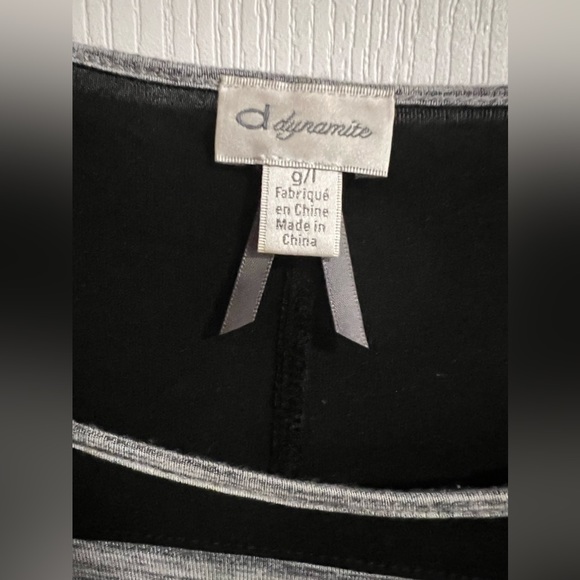 d dynamite
g/l
Fabriqué
en Chine
Made in
China